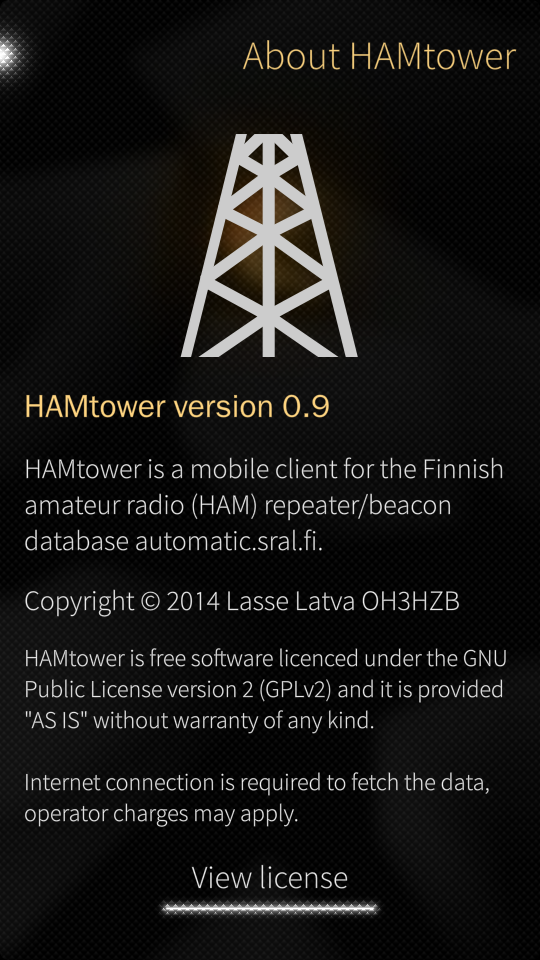 About HAMtower
HAMtower version 0.9
HAMtower is a mobile client for the Finnish
amateur radio (HAM) repeater/beacon
database automatic.sral.fi.
Copyright © 2014 Lasse Latva OH3HZB
HAMtower is free software licenced under the GNU
Public License version 2 (GPLv2) and it is provided
"AS IS" without warranty of any kind.
Internet connection is required to fetch the data,
operator charges may apply.
View license